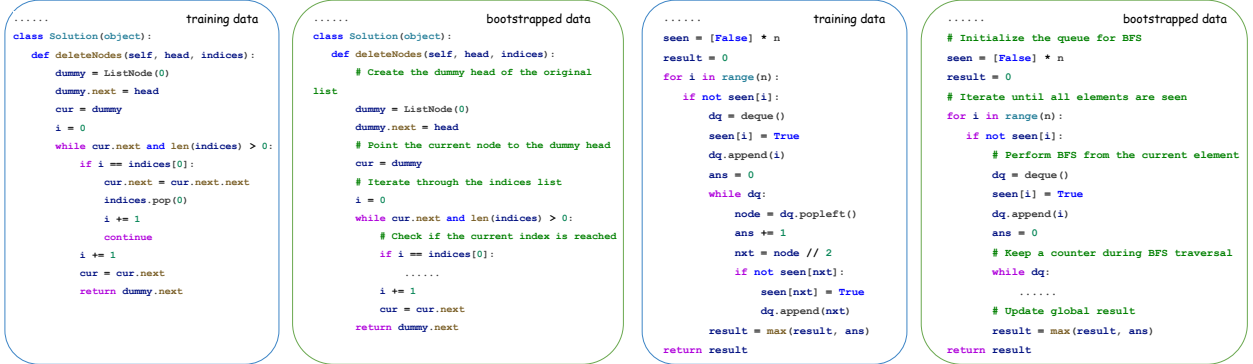 ...... training data
class Solution(object):
def deleteNodes(self, head, indices):
dummy = ListNode(0)
dummy.next = head
cur = dummy
i = 0
while cur.next and len(indices) > 0:
if i == indices[0]:
cur.next = cur.next.next
indices.pop(0)
i += 1
continue
i += 1
cur = cur.next
return dummy.next
...... bootstrapped data
class Solution(object):
def deleteNodes(self, head, indices):
# Create the dummy head of the original
list
dummy = ListNode(0)
dummy.next = head
# Point the current node to the dummy head
cur = dummy
# Iterate through the indices list
i = 0
while cur.next and len(indices) > 0:
# Check if the current index is reached
if i == indices[0]:
......
i += 1
cur = cur.next
return dummy.next
...... training data
seen = [False] * n
result = 0
for i in range(n):
if not seen[i]:
dq = deque()
seen[i] = True
dq.append(i)
ans = 0
while dq:
node = dq.popleft()
ans += 1
nxt = node // 2
if not seen[nxt]:
seen[nxt] = True
dq.append(nxt)
result = max(result, ans)
return result
...... bootstrapped data
# Initialize the queue for BFS
seen = [False] * n
result = 0
# Iterate until all elements are seen
for i in range(n):
if not seen[i]:
# Perform BFS from the current element
dq = deque()
seen[i] = True
dq.append(i)
ans = 0
# Keep a counter during BFS traversal
while dq:
......
# Update global result
result = max(result, ans)
return result